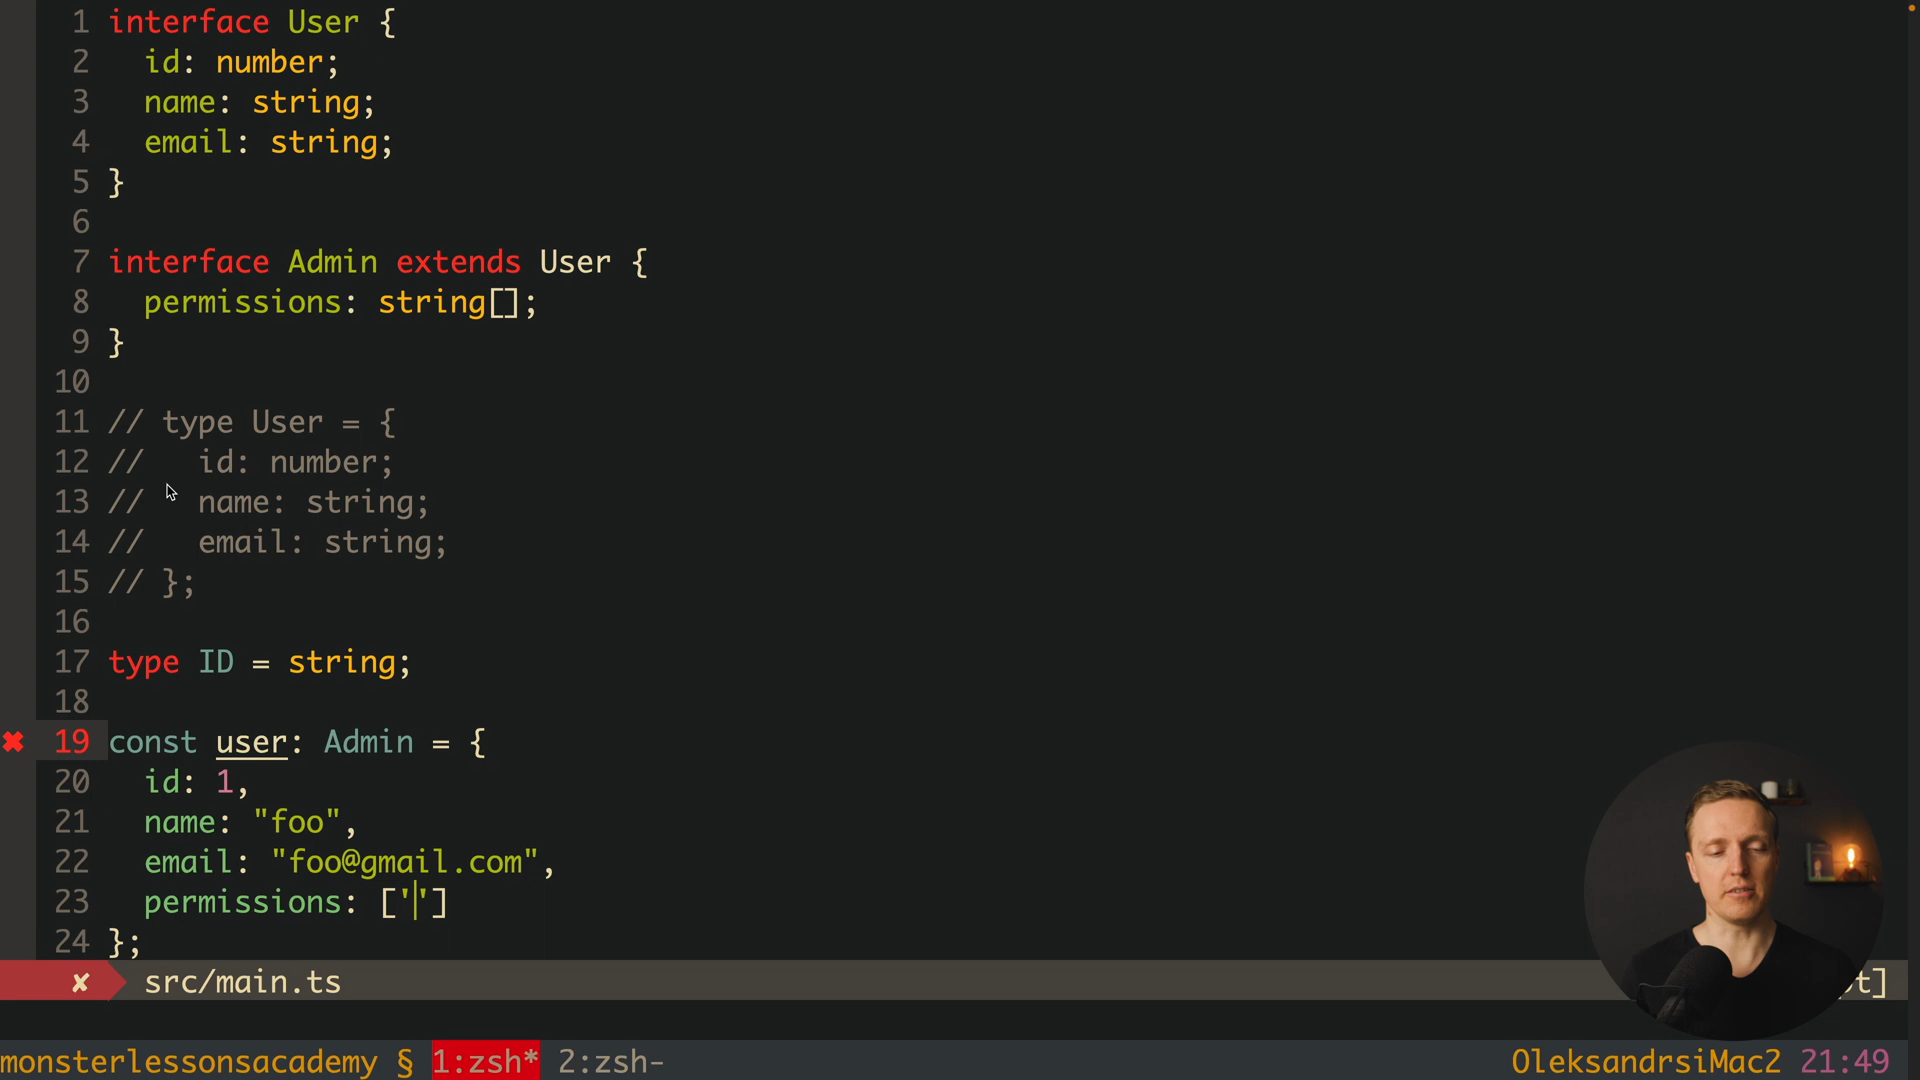 1 interface User {
2   id: number;
3   name: string;
4   email: string;
5 }
6
7 interface Admin extends User {
8   permissions: string[];
9 }
10
11 // type User = {
12 //   id: number;
13 //   name: string;
14 //   email: string;
15 // };
16
17 type ID = string;
18
✖ 19 const user: Admin = {
20   id: 1,
21   name: "foo",
22   email: "foo@gmail.com",
23   permissions: ['']
24 };
✘ src/main.ts
monsterlessonsacademy § 1:zsh* 2:zsh- OleksandrsiMac2 21:49